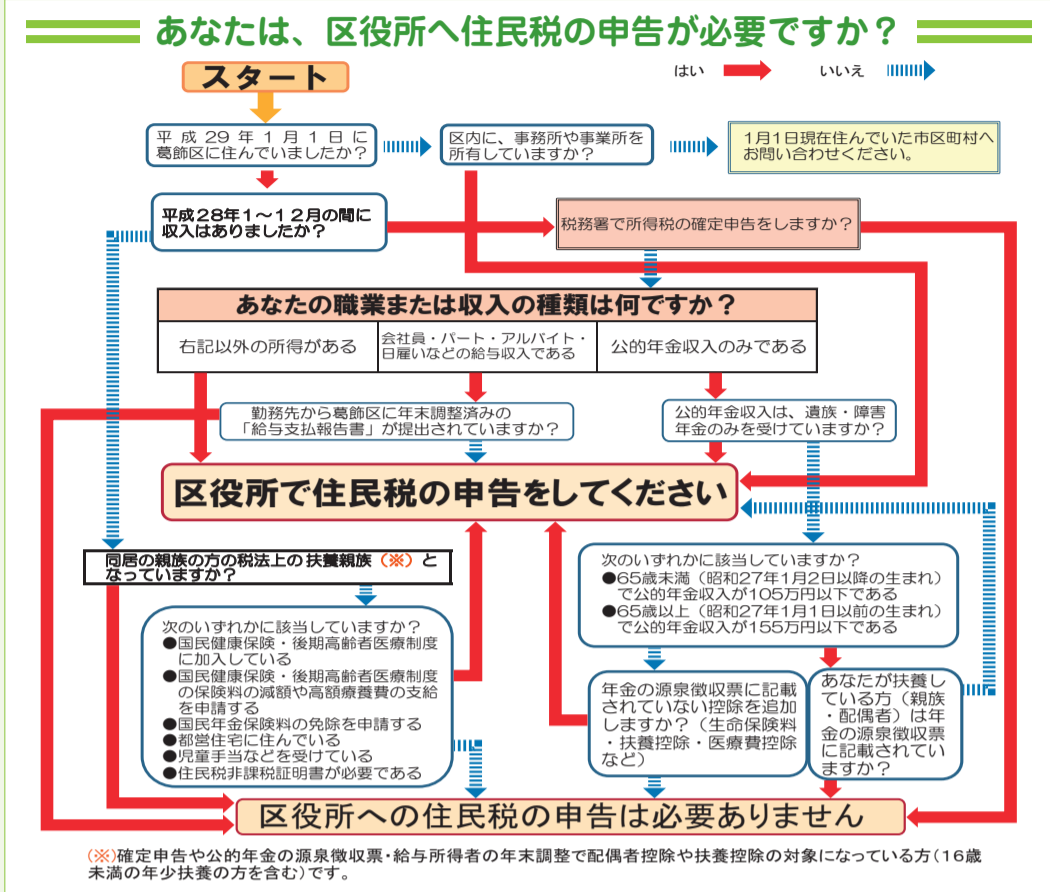 あなたは、区役所へ住民税の申告が必要ですか？
スタート
はい
いいえ
平成29年1月1日に
葛飾区に住んでいましたか？
区内に、事務所や事業所を
所有していますか？
1月1日現在住んでいた市区町村へ
お問い合わせください。
平成28年1～12月の間に
収入はありましたか？
税務署で所得税の確定申告をしますか？
あなたの職業または収入の種類は何ですか？
右記以外の所得がある
会社員・パート・アルバイト・
日雇いなどの給与収入である
公的年金収入のみである
勤務先から葛飾区に年末調整済みの
「給与支払報告書」が提出されていますか？
公的年金収入は、遺族・障害
年金のみを受けていますか？
区役所で住民税の申告をしてください
同居の親族の方の税法上の扶養親族（※）と
なっていますか？
次のいずれかに該当していますか？
●国民健康保険・後期高齢者医療制度
に加入している
●国民健康保険・後期高齢者医療制度
の保険料の減額や高額療養費の支給
を申請する
●国民年金保険料の免除を申請する
●都営住宅に住んでいる
●児童手当などを受けている
●住民税非課税証明書が必要である
次のいずれかに該当していますか？
●65歳未満（昭和27年1月2日以降の生まれ）
で公的年金収入が105万円以下である
●65歳以上（昭和27年1月1日以前の生まれ）
で公的年金収入が155万円以下である
年金の源泉徴収票に記載
されていない控除を追加
しますか？（生命保険料
・扶養控除・医療費控除
など）
あなたが扶養し
ている方（親族
・配偶者）は年
金の源泉徴収票
に記載されてい
ますか？
区役所への住民税の申告は必要ありません
(※)確定申告や公的年金の源泉徴収票・給与所得者の年末調整で配偶者控除や扶養控除の対象になっている方（16歳
未満の年少扶養の方を含む）です。